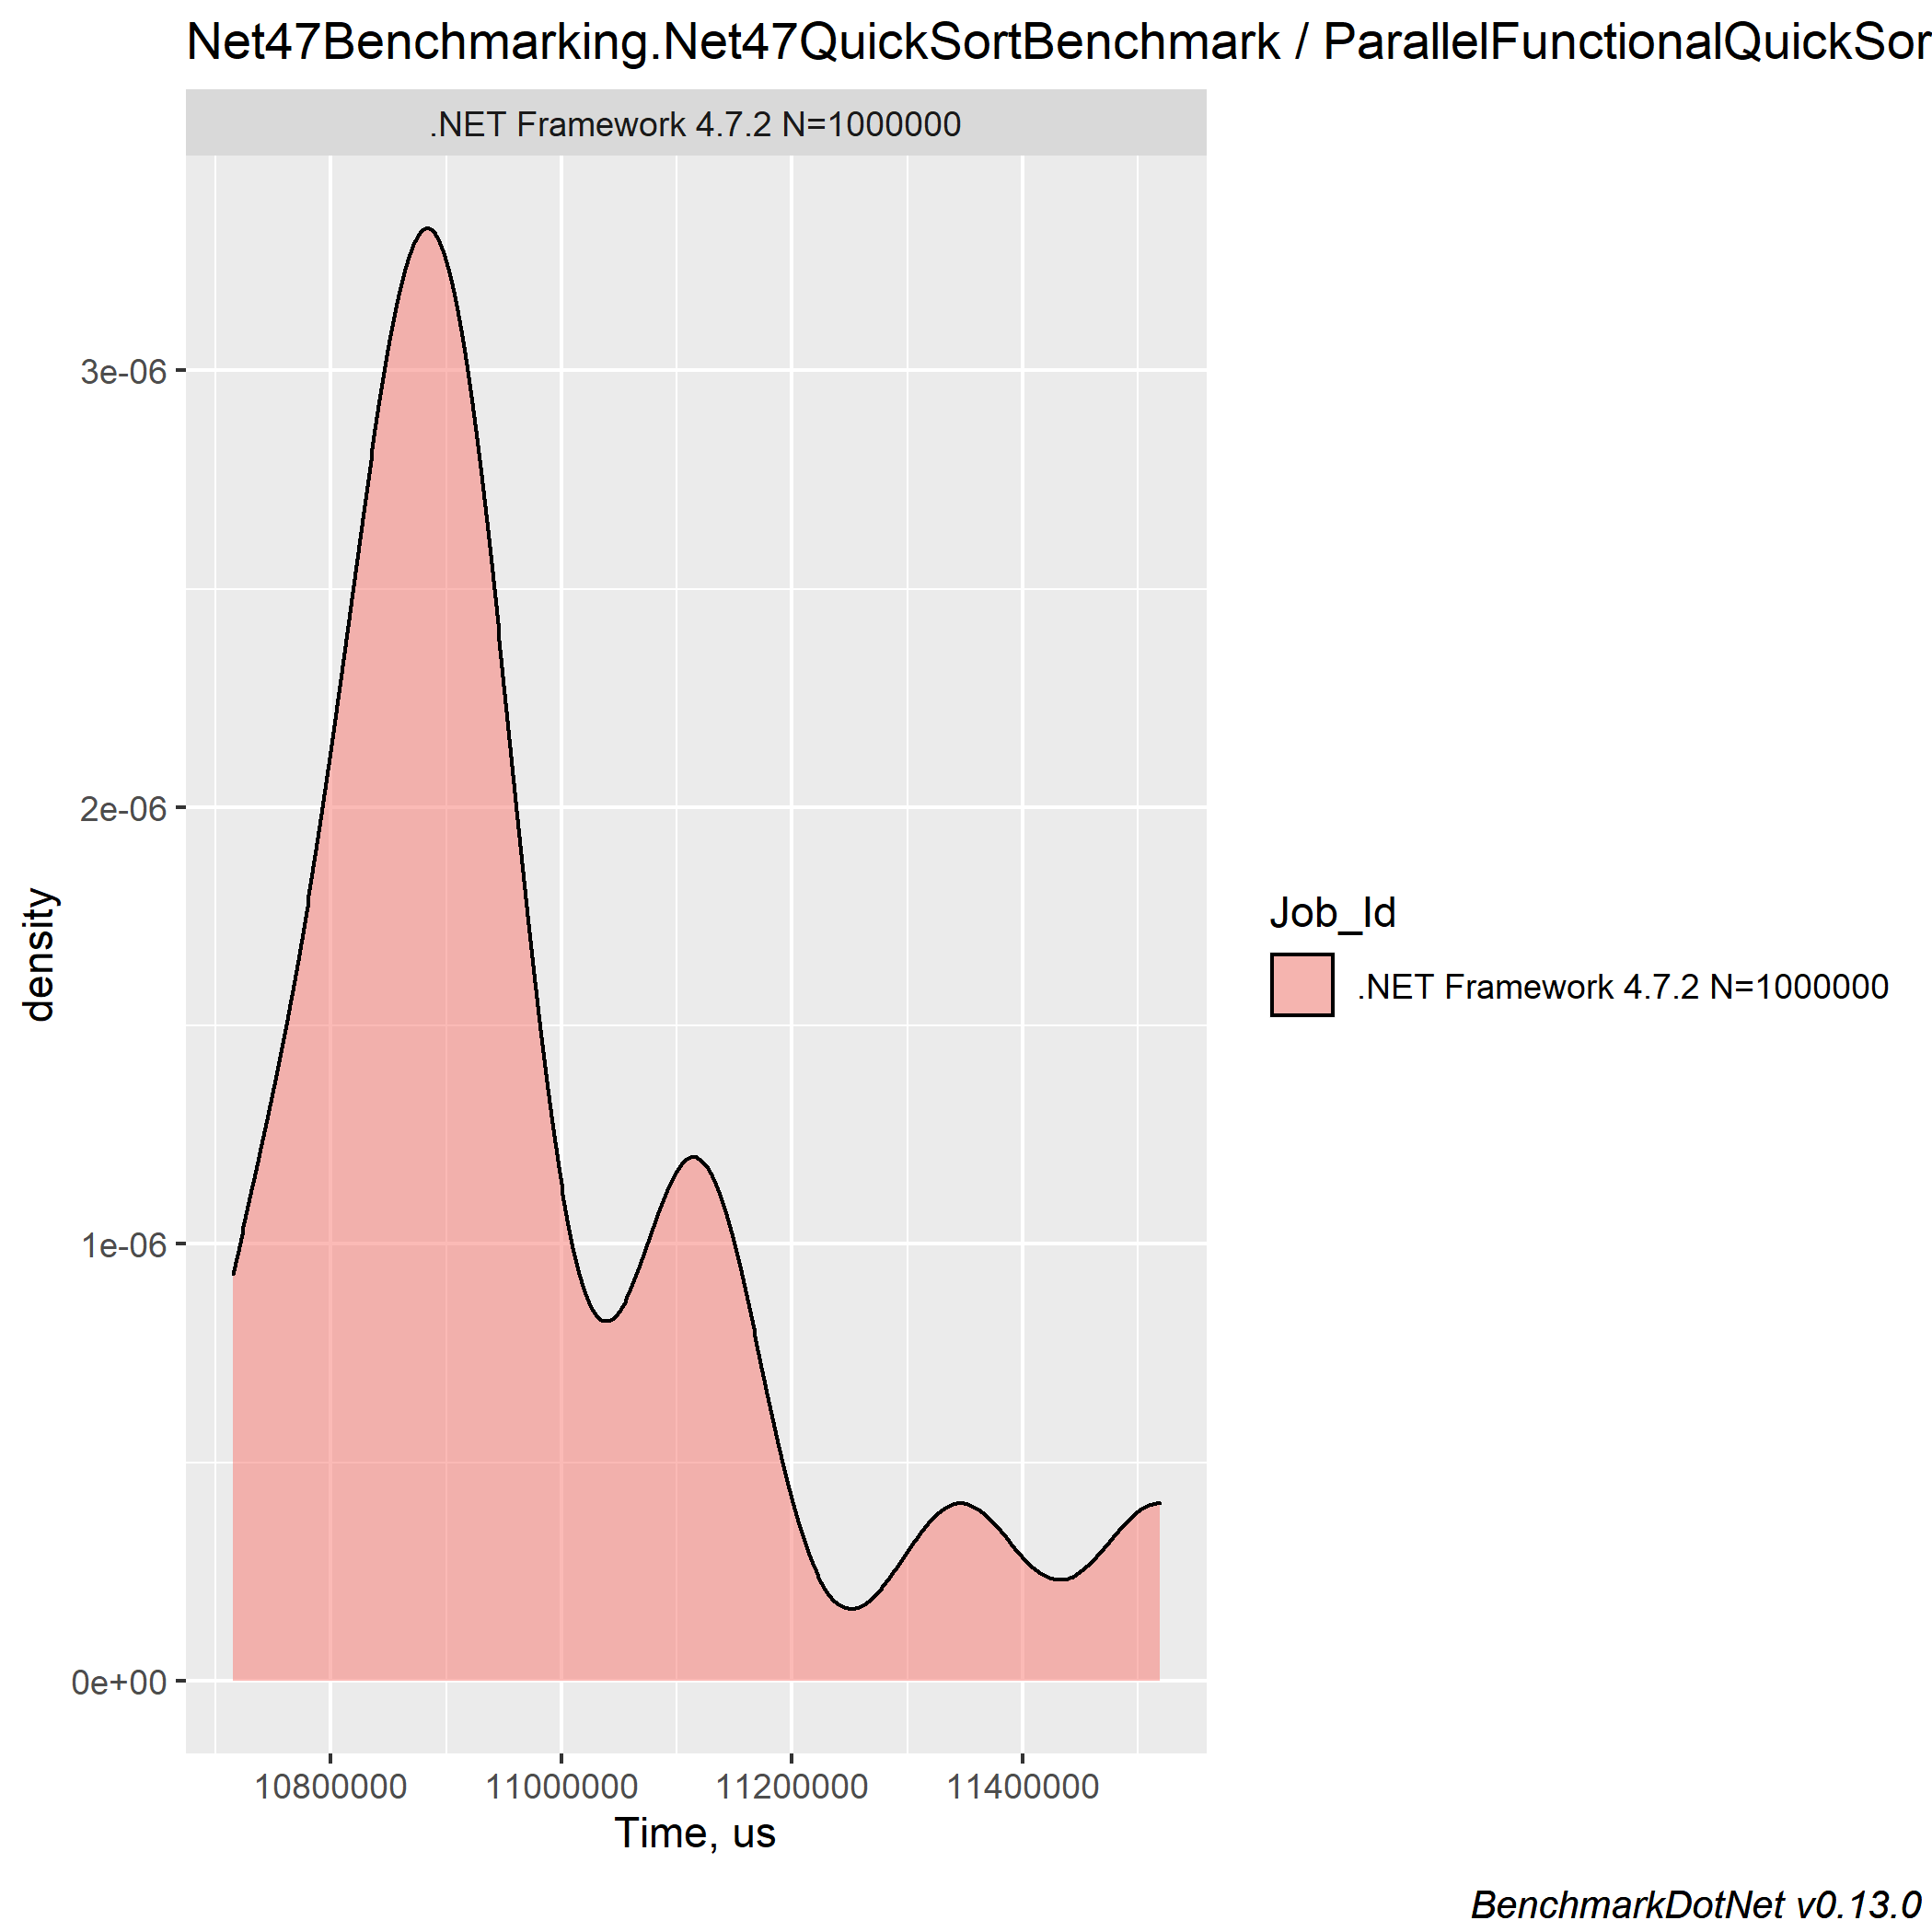 Net47Benchmarking.Net47QuickSortBenchmark / ParallelFunctionalQuickSor
.NET Framework 4.7.2 N=1000000
3e-06
2e-06
1e-06
0e+00
density
10800000 11000000 11200000 11400000
Time, us
Job_Id
.NET Framework 4.7.2 N=1000000
BenchmarkDotNet v0.13.0